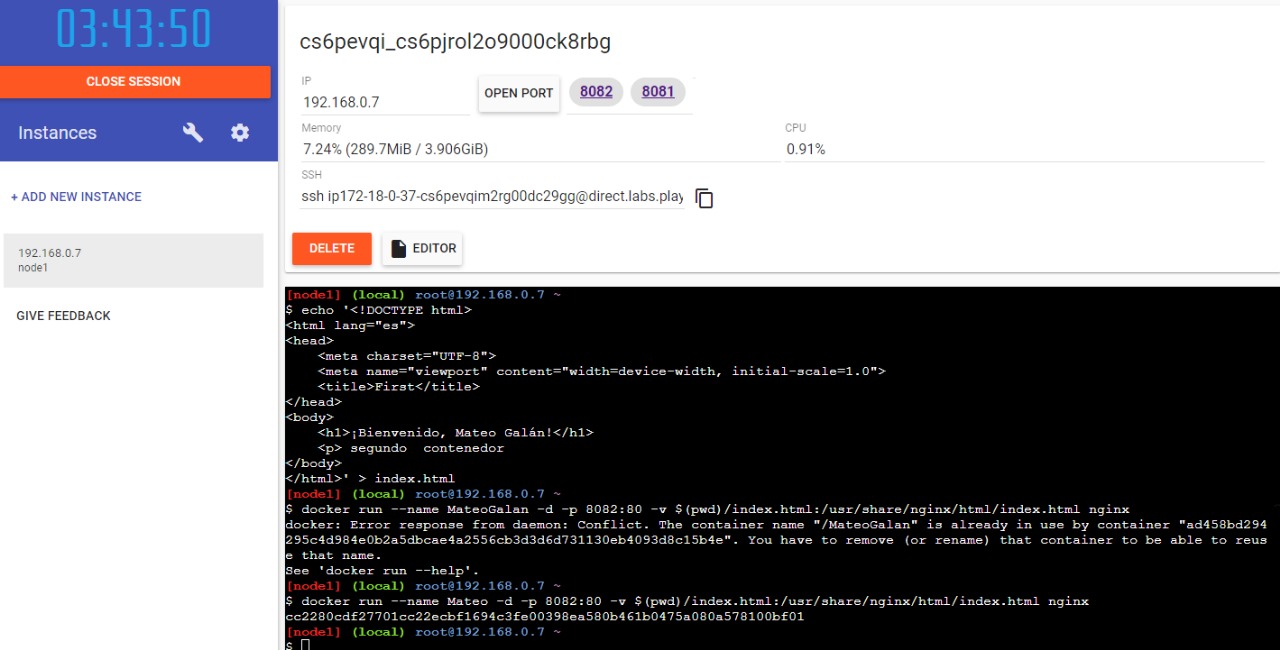 03:43:50
CLOSE SESSION
Instances
+ ADD NEW INSTANCE
192.168.0.7
node1
GIVE FEEDBACK
cs6pevqi_cs6pjrol2o9000ck8rbg
IP
192.168.0.7
OPEN PORT
8082
8081
Memory
7.24% (289.7MiB / 3.906GiB)
CPU
0.91%
SSH
ssh ip172-18-0-37-cs6pevqim2rg00dc29gg@direct.labs.play
DELETE
EDITOR
[node1] (local) root@192.168.0.7 ~
$ echo '<!DOCTYPE html>
<html lang="es">
<head>
    <meta charset="UTF-8">
    <meta name="viewport" content="width=device-width, initial-scale=1.0">
    <title>First</title>
</head>
<body>
    <h1>¡Bienvenido, Mateo Galán!</h1>
    <p> segundo  contenedor
</body>
</html>' > index.html
[node1] (local) root@192.168.0.7 ~
$ docker run --name MateoGalan -d -p 8082:80 -v $(pwd)/index.html:/usr/share/nginx/html/index.html nginx
docker: Error response from daemon: Conflict. The container name "/MateoGalan" is already in use by container "ad458bd294
295c4d984e0b2a5dbcae4a2556cb3d3d6d731130eb4093d8c15b4e". You have to remove (or rename) that container to be able to reus
e that name.
See 'docker run --help'.
[node1] (local) root@192.168.0.7 ~
$ docker run --name Mateo -d -p 8082:80 -v $(pwd)/index.html:/usr/share/nginx/html/index.html nginx
cc2280cdf27701cc22ecbf1694c3fe00398ea580b461b0475a080a578100bf01
[node1] (local) root@192.168.0.7 ~
$